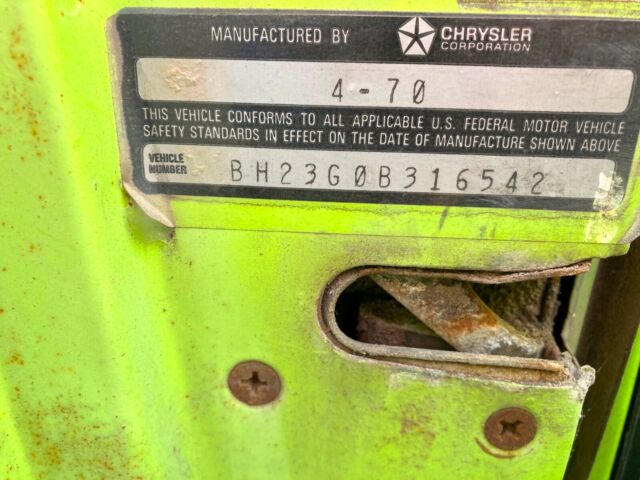 MANUFACTURED BY CHRYSLER CORPORATION
4-70
THIS VEHICLE CONFORMS TO ALL APPLICABLE U.S. FEDERAL MOTOR VEHICLE
SAFETY STANDARDS IN EFFECT ON THE DATE OF MANUFACTURE SHOWN ABOVE
VEHICLE NUMBER BH23G0B316542